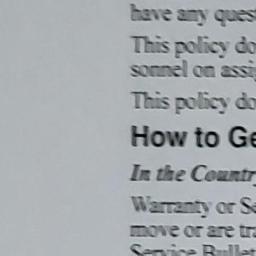 have any ques
This policy do
sonnel on assig
This policy do
How to Ge
In the Country
Warranty or Se
move or are tra
Service Bullet